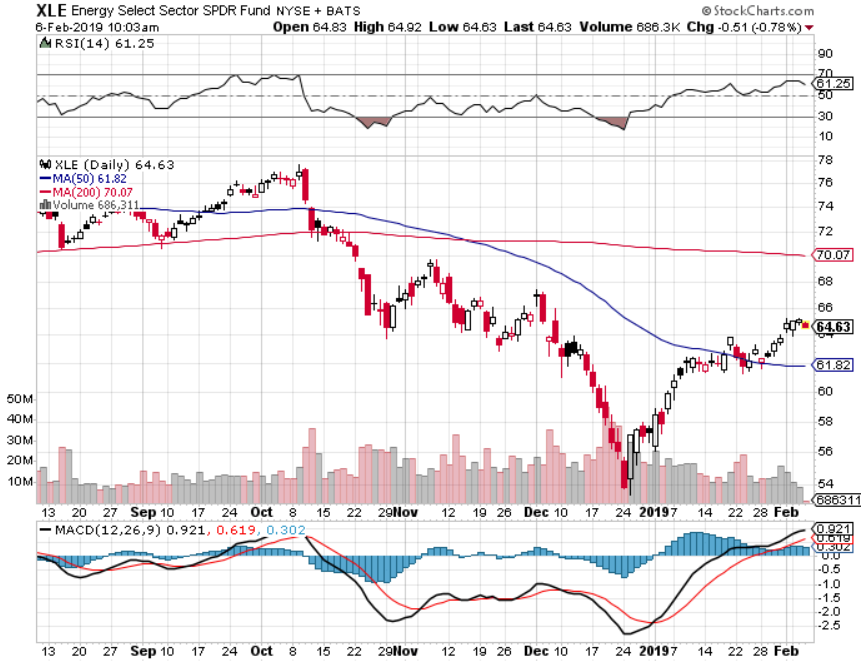 XLE Energy Select Sector SPDR Fund NYSE + BATS
© StockCharts.com
6-Feb-2019 10:03am
Open 64.83 High 64.92 Low 64.63 Last 64.63 Volume 686.3K Chg -0.51 (-0.78%)
RSI(14) 61.25
90
70
61.25
50
30
10
XLE (Daily) 64.63
MA(50) 61.82
MA(200) 70.07
Volume 686,311
78
76
74
72
70.07
68
66
64.63
61.82
60
58
56
54
50M
40M
30M
20M
10M
686311
13 20 27 Sep 10 17 24 Oct 8 15 22 29 Nov 12 19 26 Dec 10 17 24 2019 7 14 22 28 Feb
MACD(12,26,9) 0.921, 0.619, 0.302
0.921
0.619
0.302
0.0
-0.5
-1.0
-1.5
-2.0
-2.5
13 20 27 Sep 10 17 24 Oct 8 15 22 29 Nov 12 19 26 Dec 10 17 24 2019 7 14 22 28 Feb